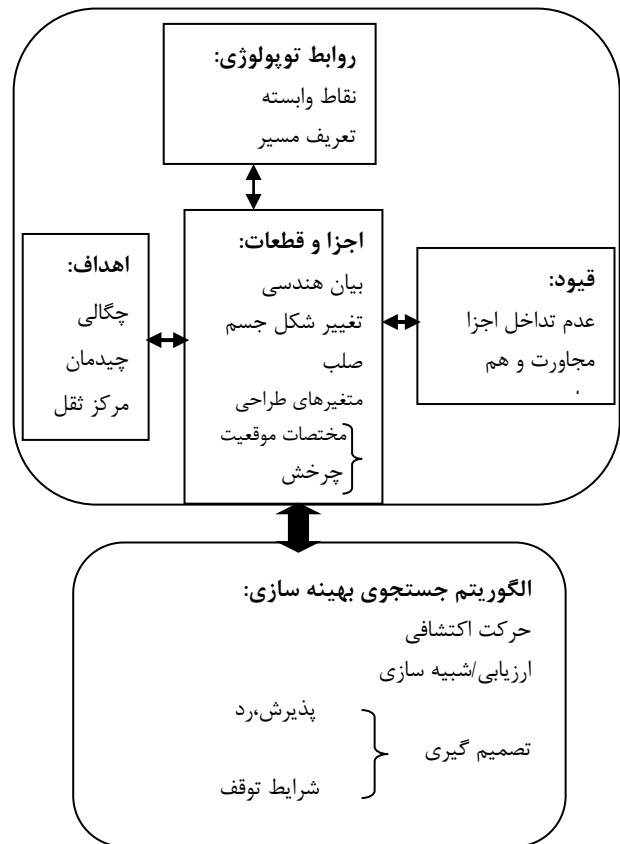 روابط توپولوژی:
نقاط وابسته
تعریف مسیر
قیود:
عدم تداخل اجزا
مجاورت و هم
اجزا و قطعات:
بیان هندسی
تغییر شکل جسم
صلب
متغیرهای طراحی
مختصات موقعیت
چرخش
اهداف:
چگالی
چیدمان
مرکز ثقل
الگوریتم جستجوی بهینه سازی:
حرکت اکتشافی
ارزیابی/شبیه سازی
تصمیم گیری
پذیرش،رد
شرایط توقف